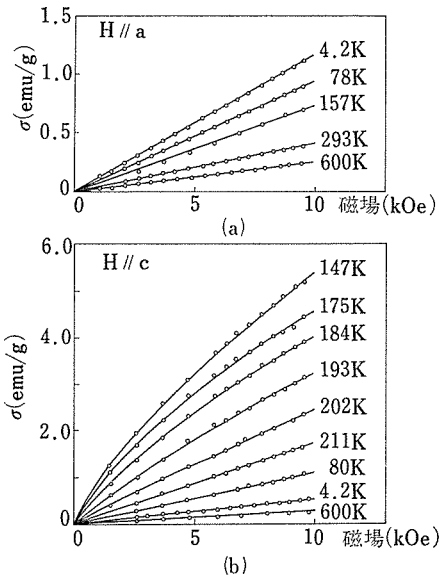 H // a
σ(emu/g)
1.5
1.0
0.5
0
4.2K
78K
157K
293K
600K
0
5
10
磁場(kOe)
(a)
H // c
σ(emu/g)
6.0
4.0
2.0
0
147K
175K
184K
193K
202K
211K
80K
4.2K
600K
0
5
10
磁場(kOe)
(b)